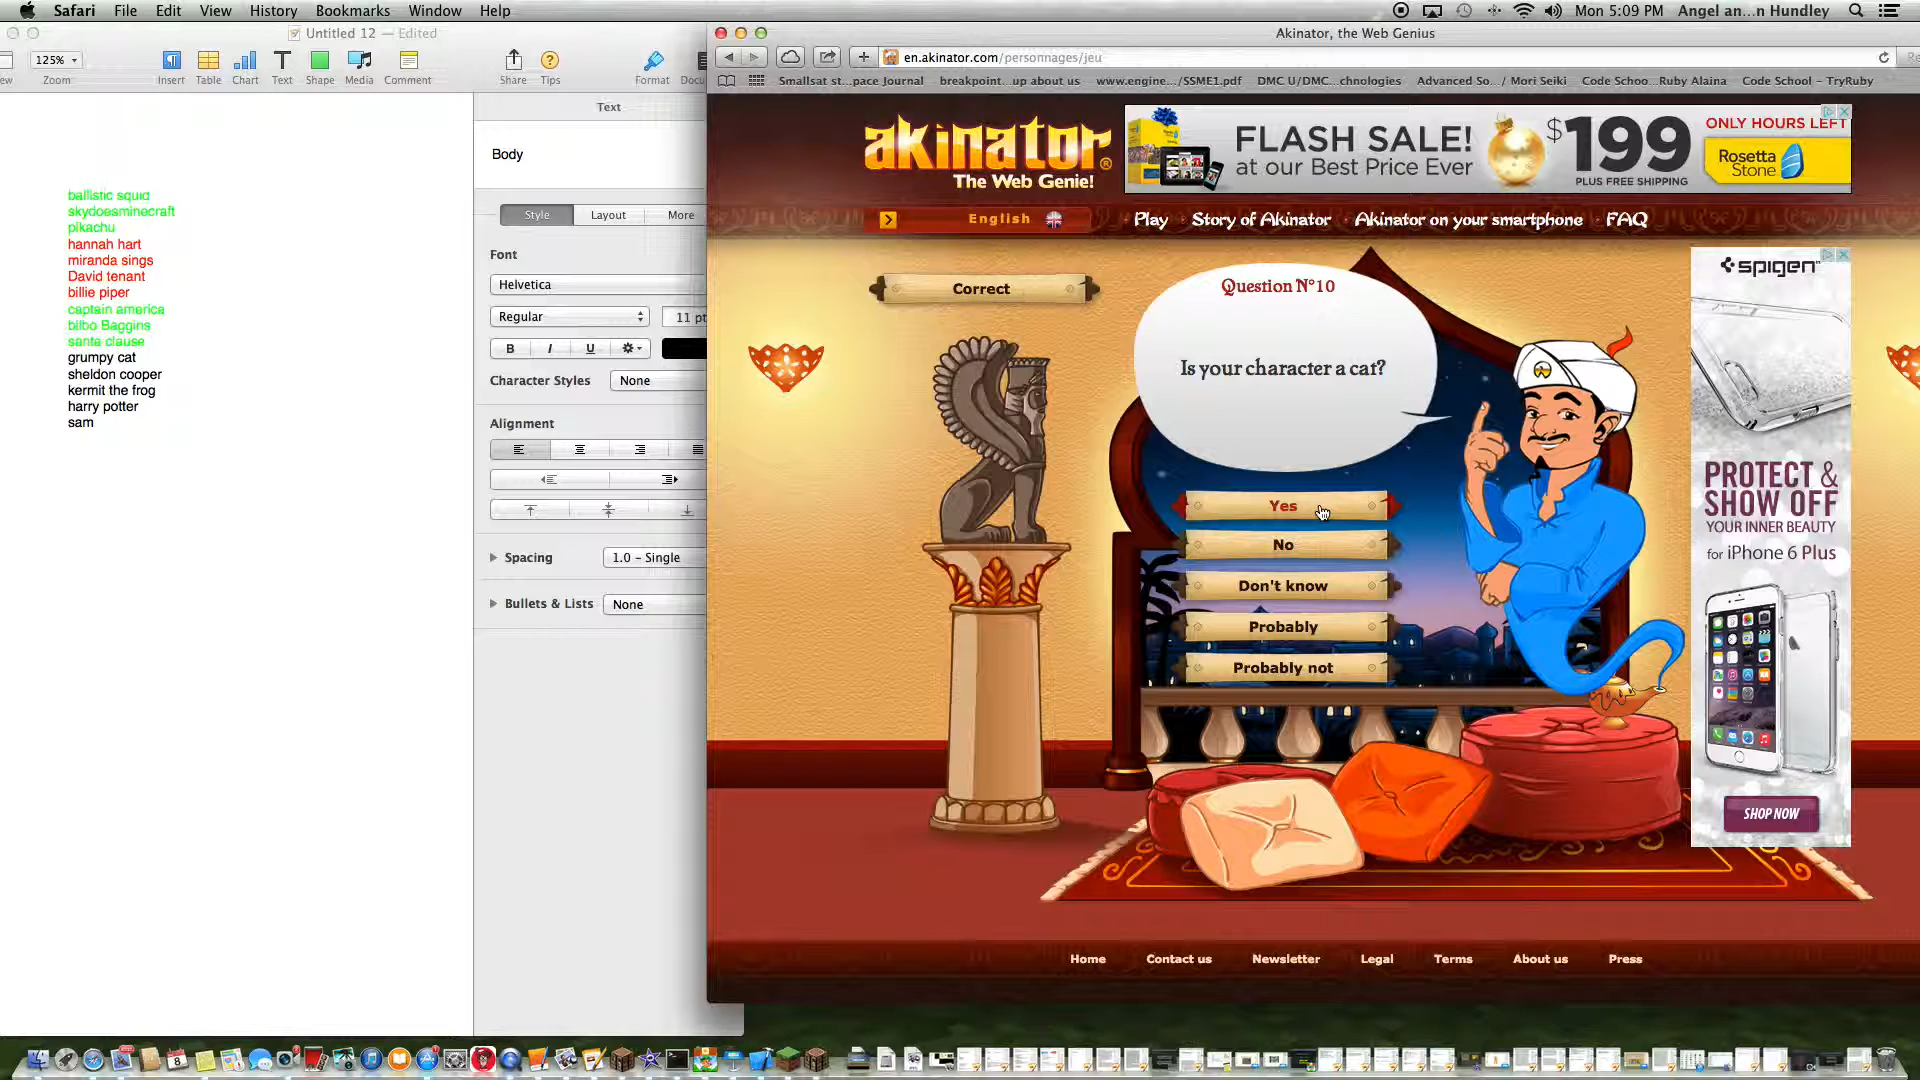 Safari File Edit View History Bookmarks Window Help
Mon 5:09 PM Angel an...n Hundley
Untitled 12 — Edited
Akinator, the Web Genius
125%
Zoom
Insert Table Chart Text Shape Media Comment Share Tips Format
en.akinator.com/personnages/jeu
Smallsat st...pace Journal breakpoint...up about us www.engine.../SSME1.pdf DMC U/DMC...chnologies Advanced So... / Mori Seiki Code Schoo...Ruby Alaina Code School - TryRuby
Text
Body
Style Layout More
Font
Helvetica
Regular 11 pt
B I U
Character Styles None
Alignment
Spacing 1.0 - Single
Bullets & Lists None
ballistic squid
skydoesminecraft
pikachu
hannah hart
miranda sings
David tenant
billie piper
captain america
bilbo Baggins
santa clause
grumpy cat
sheldon cooper
kermit the frog
harry potter
sam
akinator®
The Web Genie!
FLASH SALE!
at our Best Price Ever
$199
PLUS FREE SHIPPING
ONLY HOURS LEFT
Rosetta
Stone
English
Play Story of Akinator Akinator on your smartphone FAQ
Correct
Question N°10
Is your character a cat?
Yes
No
Don't know
Probably
Probably not
spigen
PROTECT &
SHOW OFF
YOUR INNER BEAUTY
for iPhone 6 Plus
SHOP NOW
Home Contact us Newsletter Legal Terms About us Press